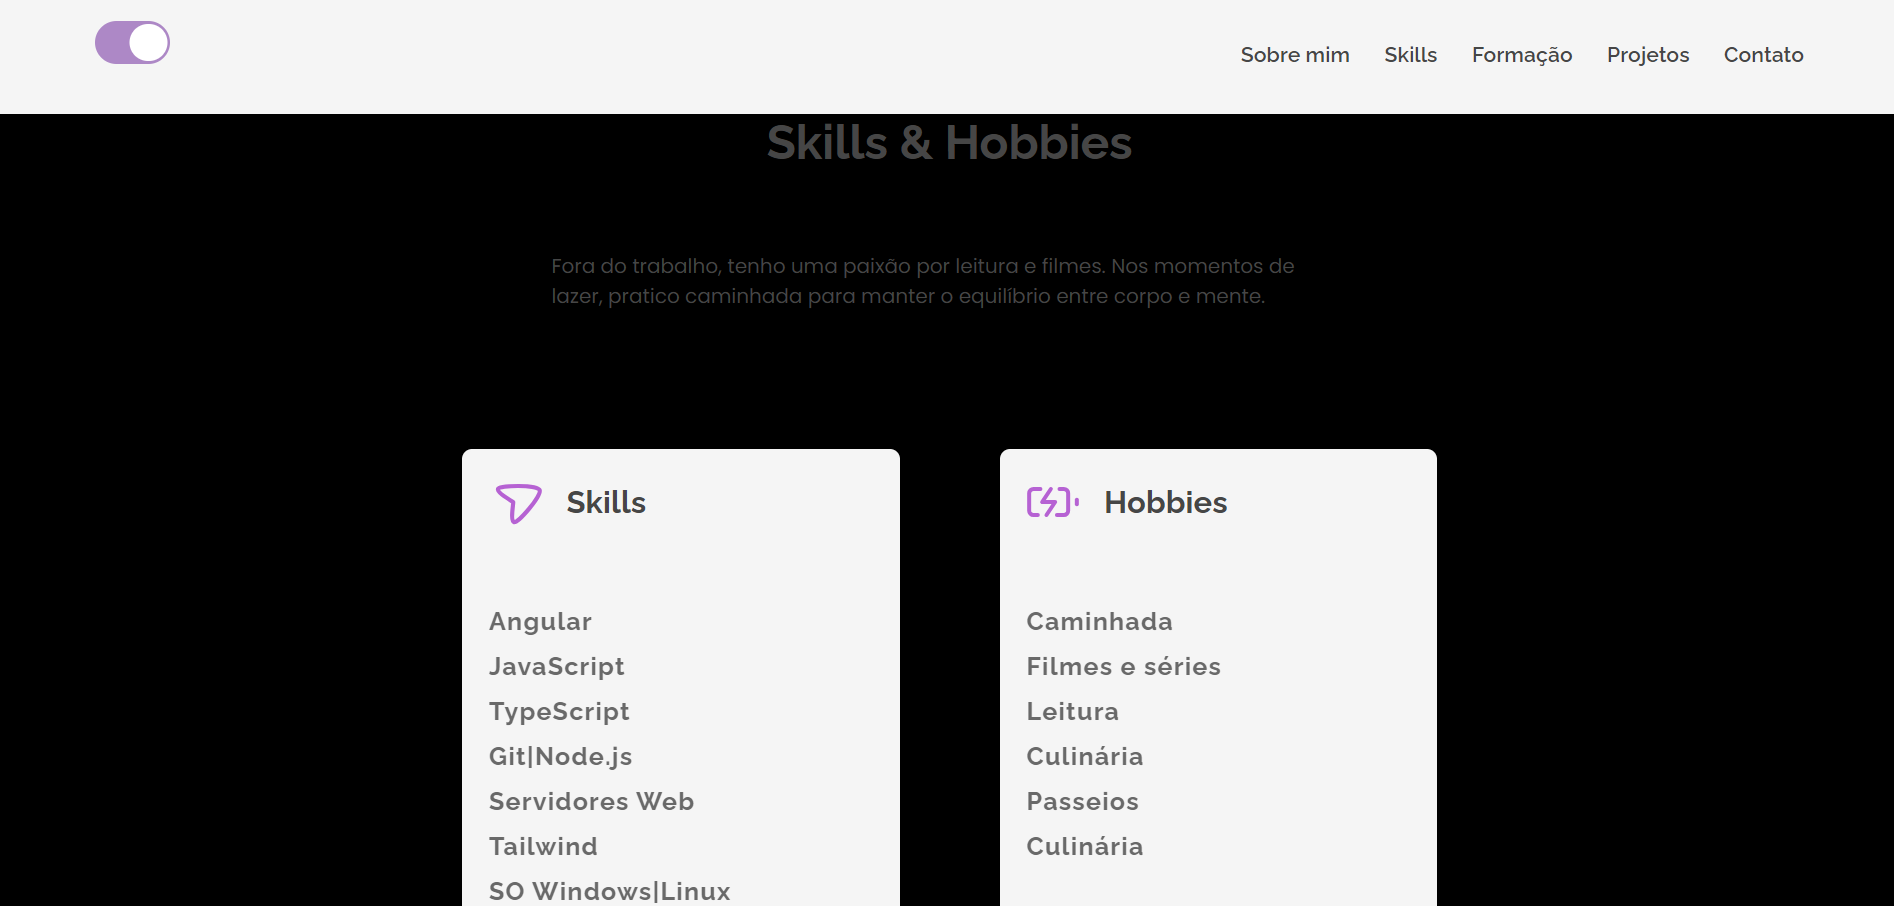 Sobre mim Skills Formação Projetos Contato
Skills & Hobbies
Fora do trabalho, tenho uma paixão por leitura e filmes. Nos momentos de
lazer, pratico caminhada para manter o equilíbrio entre corpo e mente.
Skills
Angular
JavaScript
TypeScript
Git|Node.js
Servidores Web
Tailwind
SO Windows|Linux
Hobbies
Caminhada
Filmes e séries
Leitura
Culinária
Passeios
Culinária